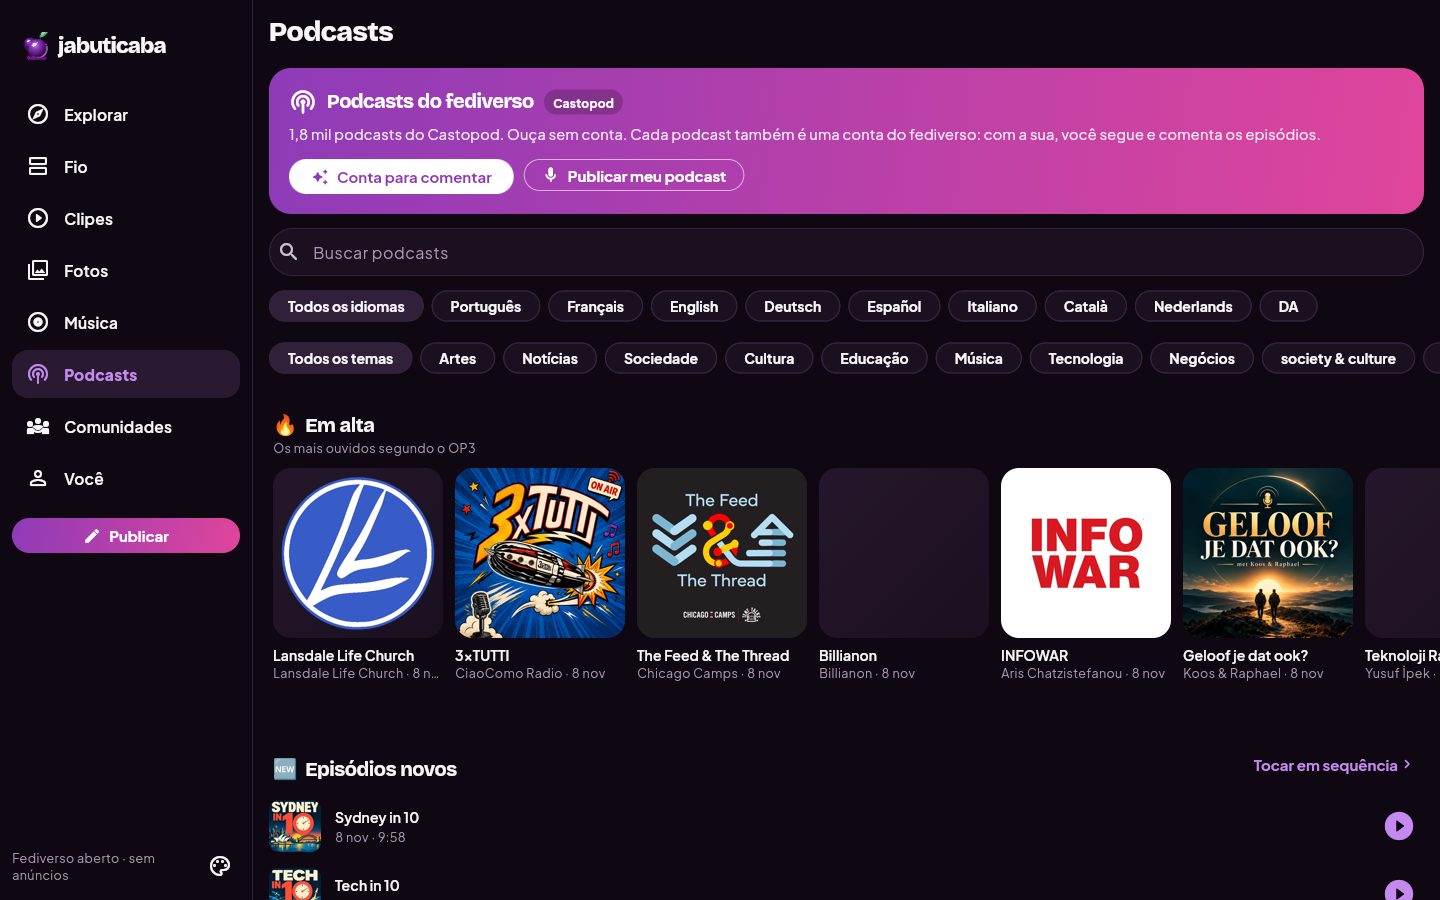 jabuticaba
Explorar
Fio
Clipes
Fotos
Música
Podcasts
Comunidades
Você
Publicar
Fediverso aberto · sem
anúncios
Podcasts
Podcasts do fediverso Castopod
1,8 mil podcasts do Castopod. Ouça sem conta. Cada podcast também é uma conta do fediverso: com a sua, você segue e comenta os episódios.
Conta para comentar Publicar meu podcast
Buscar podcasts
Todos os idiomas Português Français English Deutsch Español Italiano Català Nederlands DA
Todos os temas Artes Notícias Sociedade Cultura Educação Música Tecnologia Negócios society & culture
Em alta
Os mais ouvidos segundo o OP3
3xTUTTI
ON AIR
The Feed
&
The Thread
CHICAGO CAMPS
INFO
WAR
GELOOF
JE DAT OOK?
met Koos & Raphael
Lansdale Life Church
Lansdale Life Church · 8 n...
3×TUTTI
CiaoComo Radio · 8 nov
The Feed & The Thread
Chicago Camps · 8 nov
Billianon
Billianon · 8 nov
INFOWAR
Aris Chatzistefanou · 8 nov
Geloof je dat ook?
Koos & Raphael · 8 nov
Teknoloji
Yusuf İpek ·
NEW Episódios novos
Tocar em sequência
SYDNEY
IN 10
Sydney in 10
8 nov · 9:58
TECH
IN 10
Tech in 10